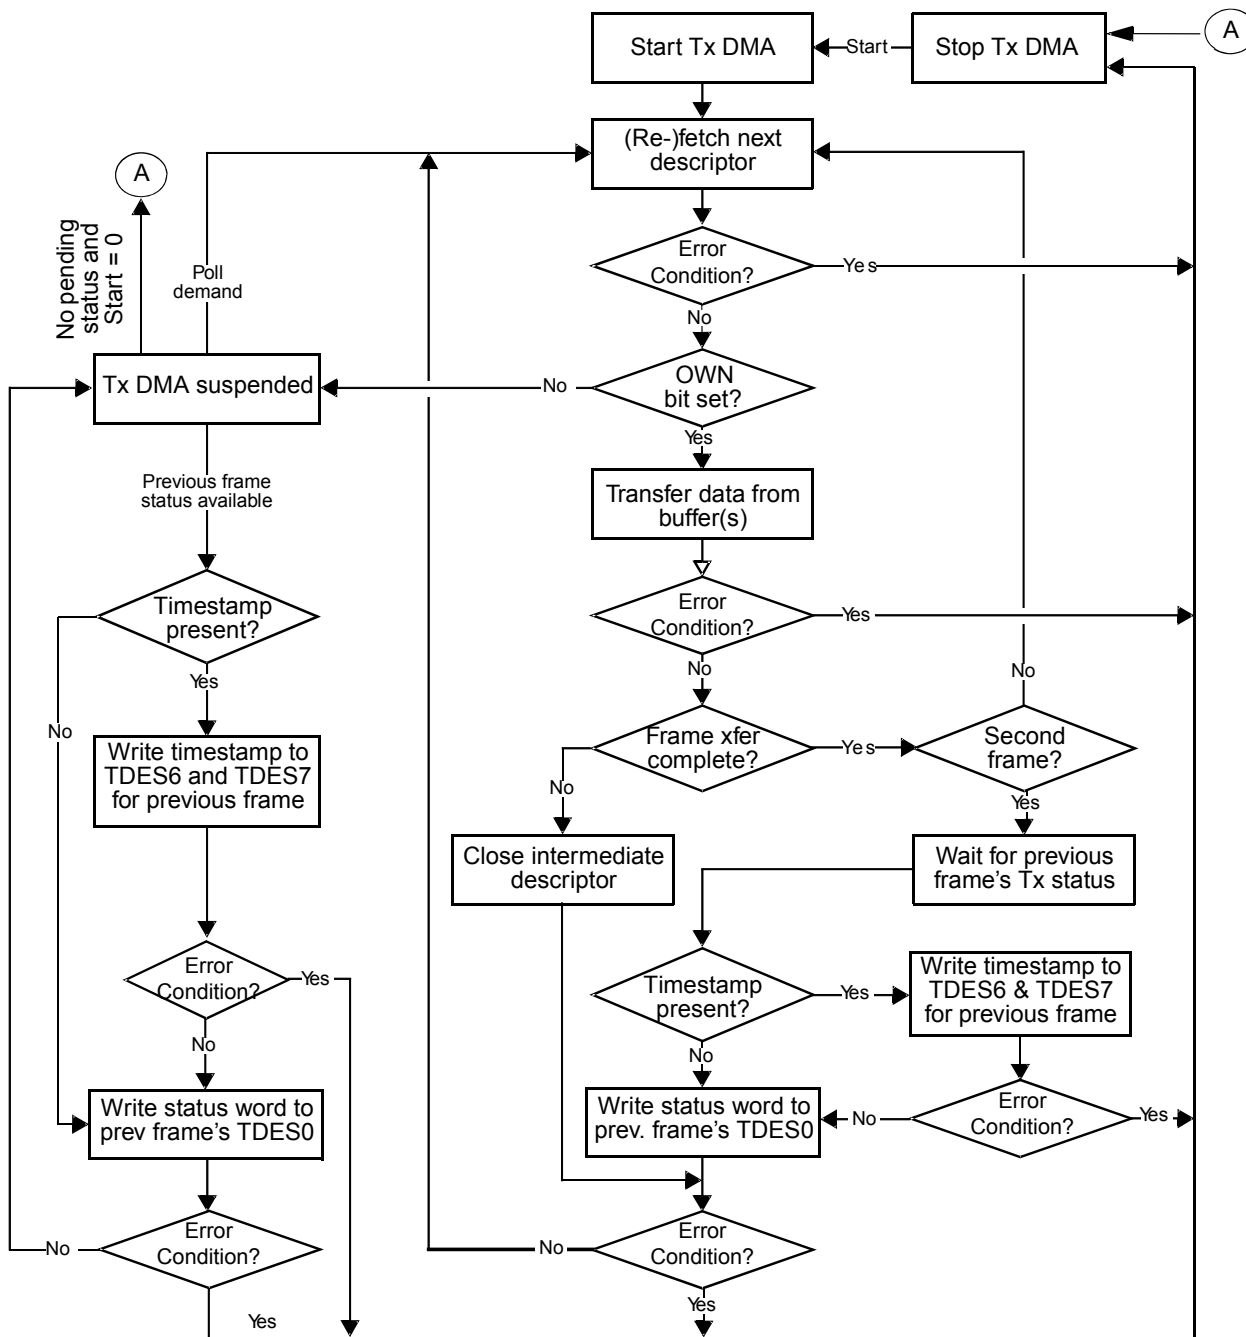 Start Tx DMA
Start
Stop Tx DMA
A
(Re-)fetch next
descriptor
A
No pending
status and
Start = 0
Poll
demand
Error
Condition?
Yes
No
Tx DMA suspended
No
OWN
bit set?
Yes
Previous frame
status available
Transfer data from
buffer(s)
Timestamp
present?
Error
Condition?
Yes
No
Yes
No
No
Write timestamp to
TDES6 and TDES7
for previous frame
Frame xfer
complete?
Yes
Second
frame?
No
Yes
Close intermediate
descriptor
Wait for previous
frame's Tx status
Error
Condition?
Yes
No
Timestamp
present?
Yes
Write timestamp to
TDES6 & TDES7
for previous frame
No
Write status word to
prev frame's TDES0
Write status word to
prev. frame's TDES0
No
Error
Condition?
Yes
No
Error
Condition?
Yes
No
Error
Condition?
Yes